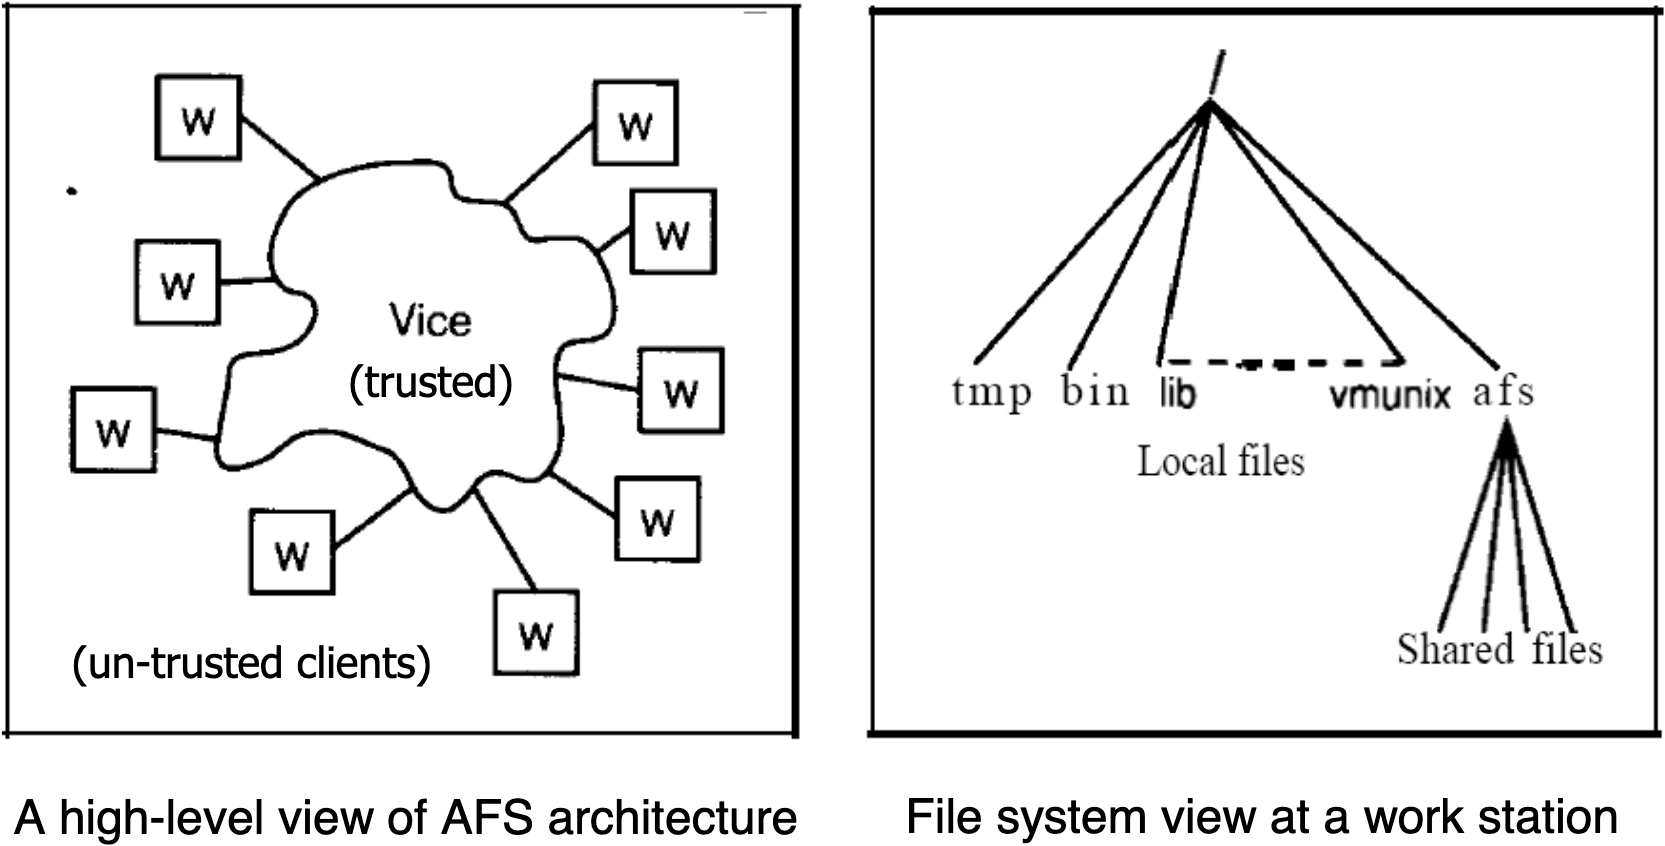 W
W
W
W
Vice
(trusted)
W
W
W
W
W
(un-trusted clients)
A high-level view of AFS architecture
/
tmp bin lib vmunix afs
Local files
Shared files
File system view at a work station